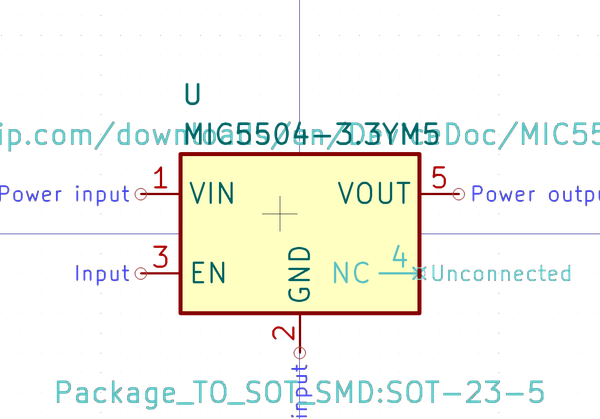 U
ip.com/downloads/en/DeviceDoc/MIC55
MIC5504-3.3YM5
Power input 1 VIN VOUT 5 Power outpu
Input 3 EN GND NC 4 Unconnected
2
input
Package_TO_SOT_SMD:SOT-23-5